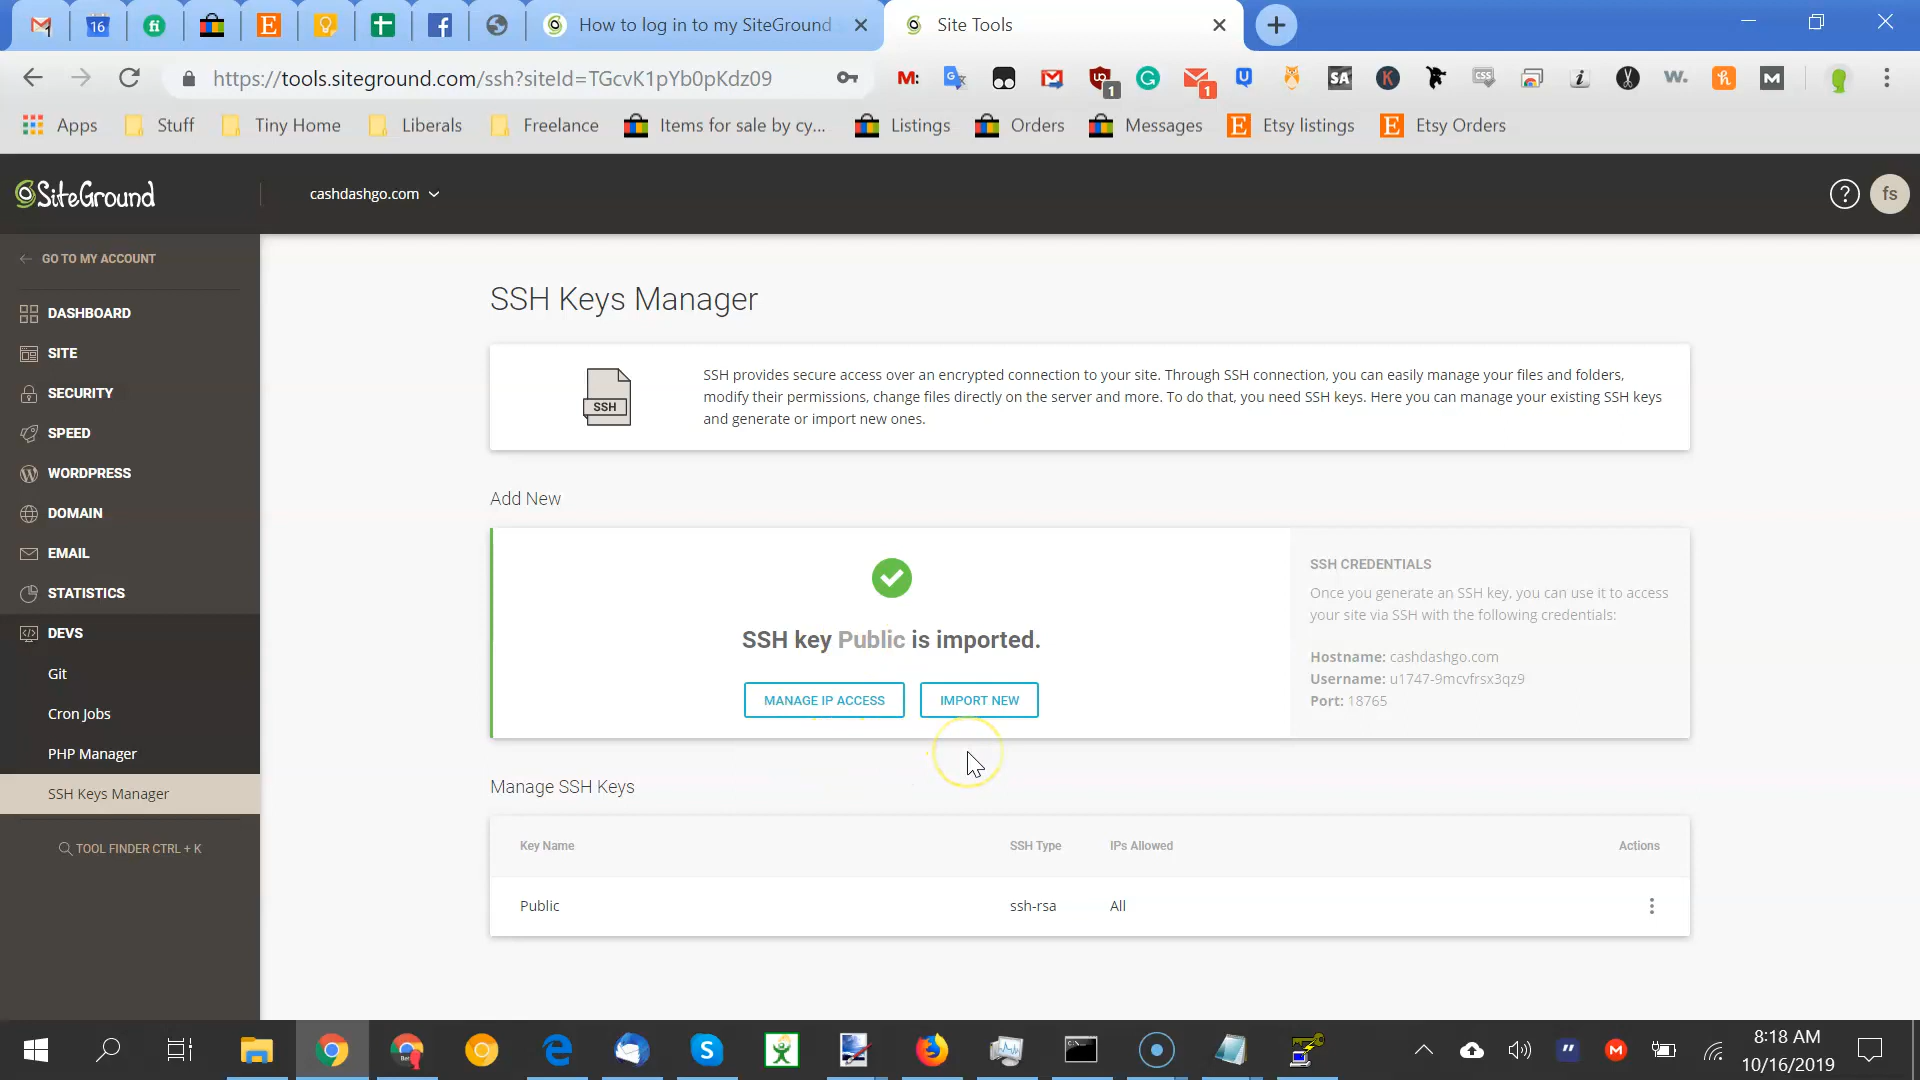 16
How to log in to my SiteGround
Site Tools
https://tools.siteground.com/ssh?siteId=TGcvK1pYb0pKdz09
M:
1
1
U
SA
K
CSS
i
W.
h
M
Apps
Stuff
Tiny Home
Liberals
Freelance
Items for sale by cy...
Listings
Orders
Messages
E
Etsy listings
E
Etsy Orders
SiteGround
cashdashgo.com
?
fs
GO TO MY ACCOUNT
DASHBOARD
SITE
SECURITY
SPEED
WORDPRESS
DOMAIN
EMAIL
STATISTICS
DEVS
Git
Cron Jobs
PHP Manager
SSH Keys Manager
TOOL FINDER CTRL + K
SSH Keys Manager
SSH
SSH provides secure access over an encrypted connection to your site. Through SSH connection, you can easily manage your files and folders,
modify their permissions, change files directly on the server and more. To do that, you need SSH keys. Here you can manage your existing SSH keys
and generate or import new ones.
Add New
SSH key Public is imported.
MANAGE IP ACCESS
IMPORT NEW
SSH CREDENTIALS
Once you generate an SSH key, you can use it to access
your site via SSH with the following credentials:
Hostname: cashdashgo.com
Username: u1747-9mcvfrsx3qz9
Port: 18765
Manage SSH Keys
Key Name
SSH Type
IPs Allowed
Actions
Public
ssh-rsa
All
8:18 AM
10/16/2019